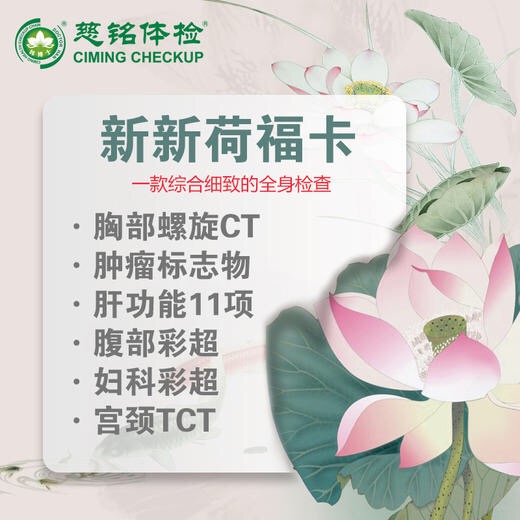 慈铭体检®
CIMING CHECKUP
新新荷福卡
一款综合细致的全身检查
·胸部螺旋CT
·肿瘤标志物
·肝功能11项
·腹部彩超
·妇科彩超
·宫颈TCT